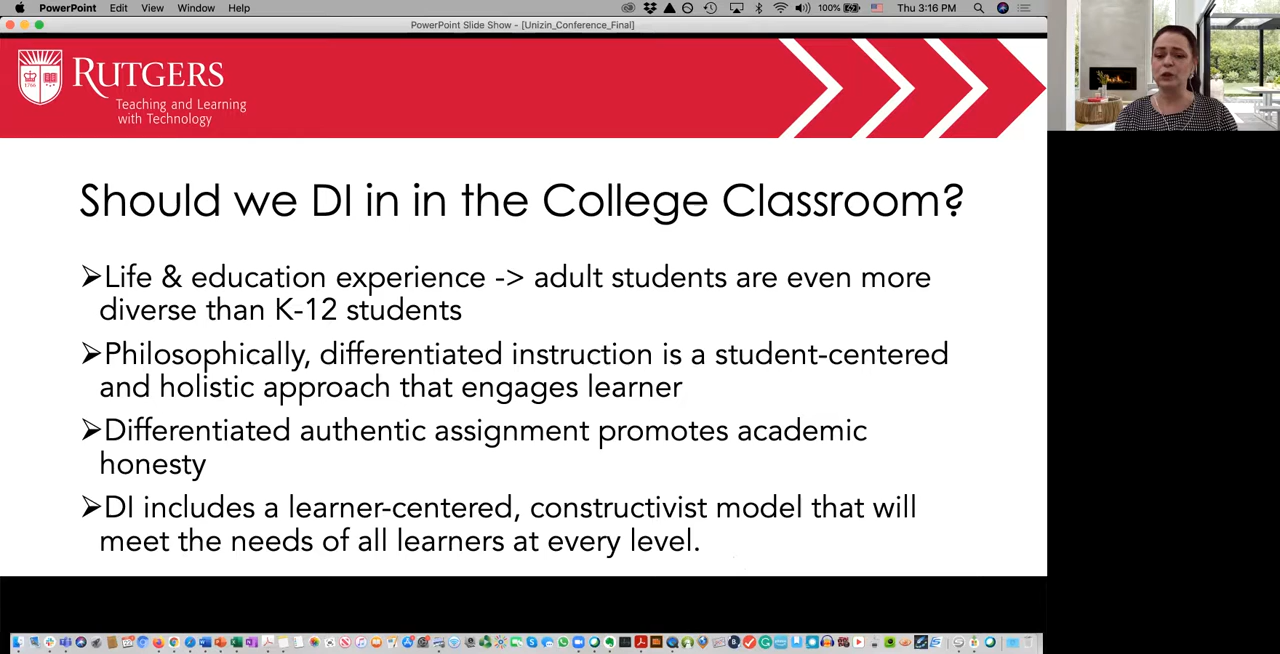 PowerPoint Edit View Window Help 100% Thu 3:16 PM
PowerPoint Slide Show - [Unizin_Conference_Final]
RUTGERS
Teaching and Learning
with Technology
Should we DI in in the College Classroom?
➢Life & education experience -> adult students are even more
diverse than K-12 students
➢Philosophically, differentiated instruction is a student-centered
and holistic approach that engages learner
➢Differentiated authentic assignment promotes academic
honesty
➢DI includes a learner-centered, constructivist model that will
meet the needs of all learners at every level.